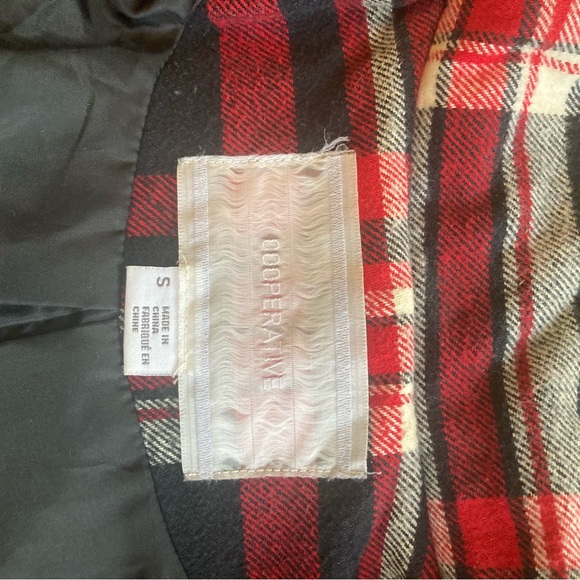 COOPERATIVE
S
MADE IN
CHINA
FABRIQUÉ EN
CHINE